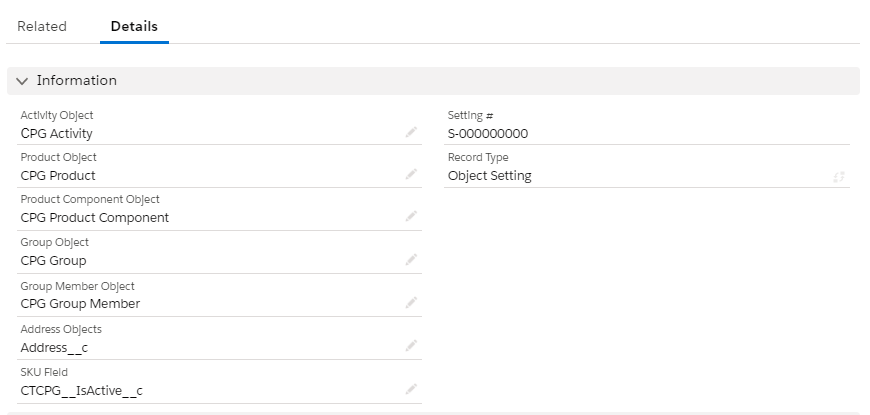 Related Details
Information
Activity Object
CPG Activity
Product Object
CPG Product
Product Component Object
CPG Product Component
Group Object
CPG Group
Group Member Object
CPG Group Member
Address Objects
Address__c
SKU Field
CTCPG__IsActive__c
Setting #
S-000000000
Record Type
Object Setting